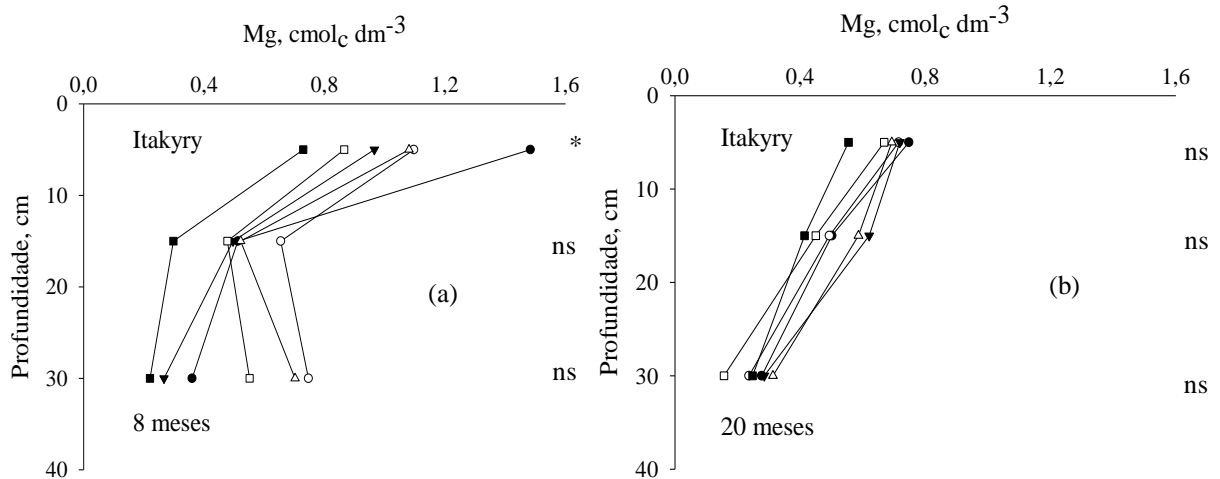 Mg, cmolc dm-3
0,0 0,4 0,8 1,2 1,6
0
10
20
30
40
Profundidade, cm
Itakyry
*
ns
(a)
ns
8 meses
Mg, cmolc dm-3
0,0 0,4 0,8 1,2 1,6
0
10
20
30
40
Profundidade, cm
Itakyry
ns
ns
(b)
ns
20 meses